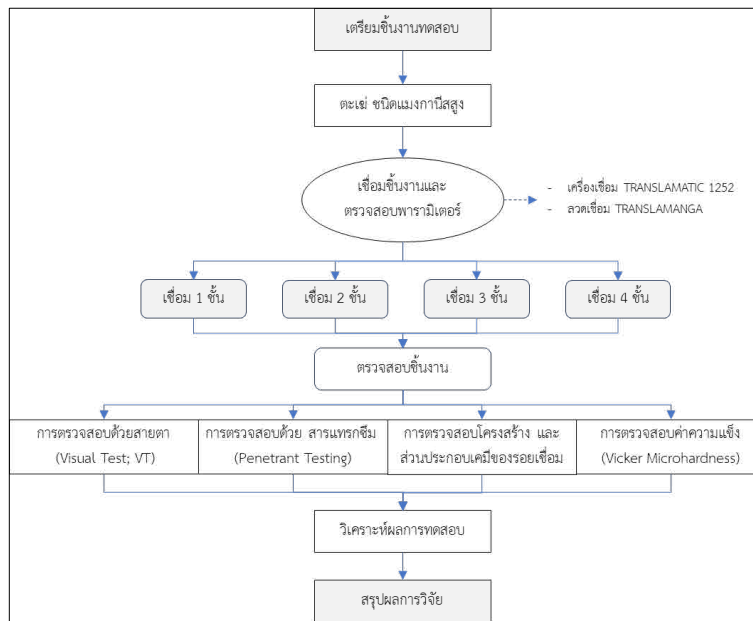 เตรียมชิ้นงานทดสอบ
ตะเฆ่ ชนิดแมงกานีสสูง
เชื่อมชิ้นงานและ
ตรวจสอบพารามิเตอร์
- เครื่องเชื่อม TRANSLAMATIC 1252
- ลวดเชื่อม TRANSLAMANGA
เชื่อม 1 ชั้น
เชื่อม 2 ชั้น
เชื่อม 3 ชั้น
เชื่อม 4 ชั้น
ตรวจสอบชิ้นงาน
การตรวจสอบด้วยสายตา
(Visual Test; VT)
การตรวจสอบด้วย สารแทรกซึม
(Penetrant Testing)
การตรวจสอบโครงสร้าง และ
ส่วนประกอบเคมีของรอยเชื่อม
การตรวจสอบค่าความแข็ง
(Vicker Microhardness)
วิเคราะห์ผลการทดสอบ
สรุปผลการวิจัย